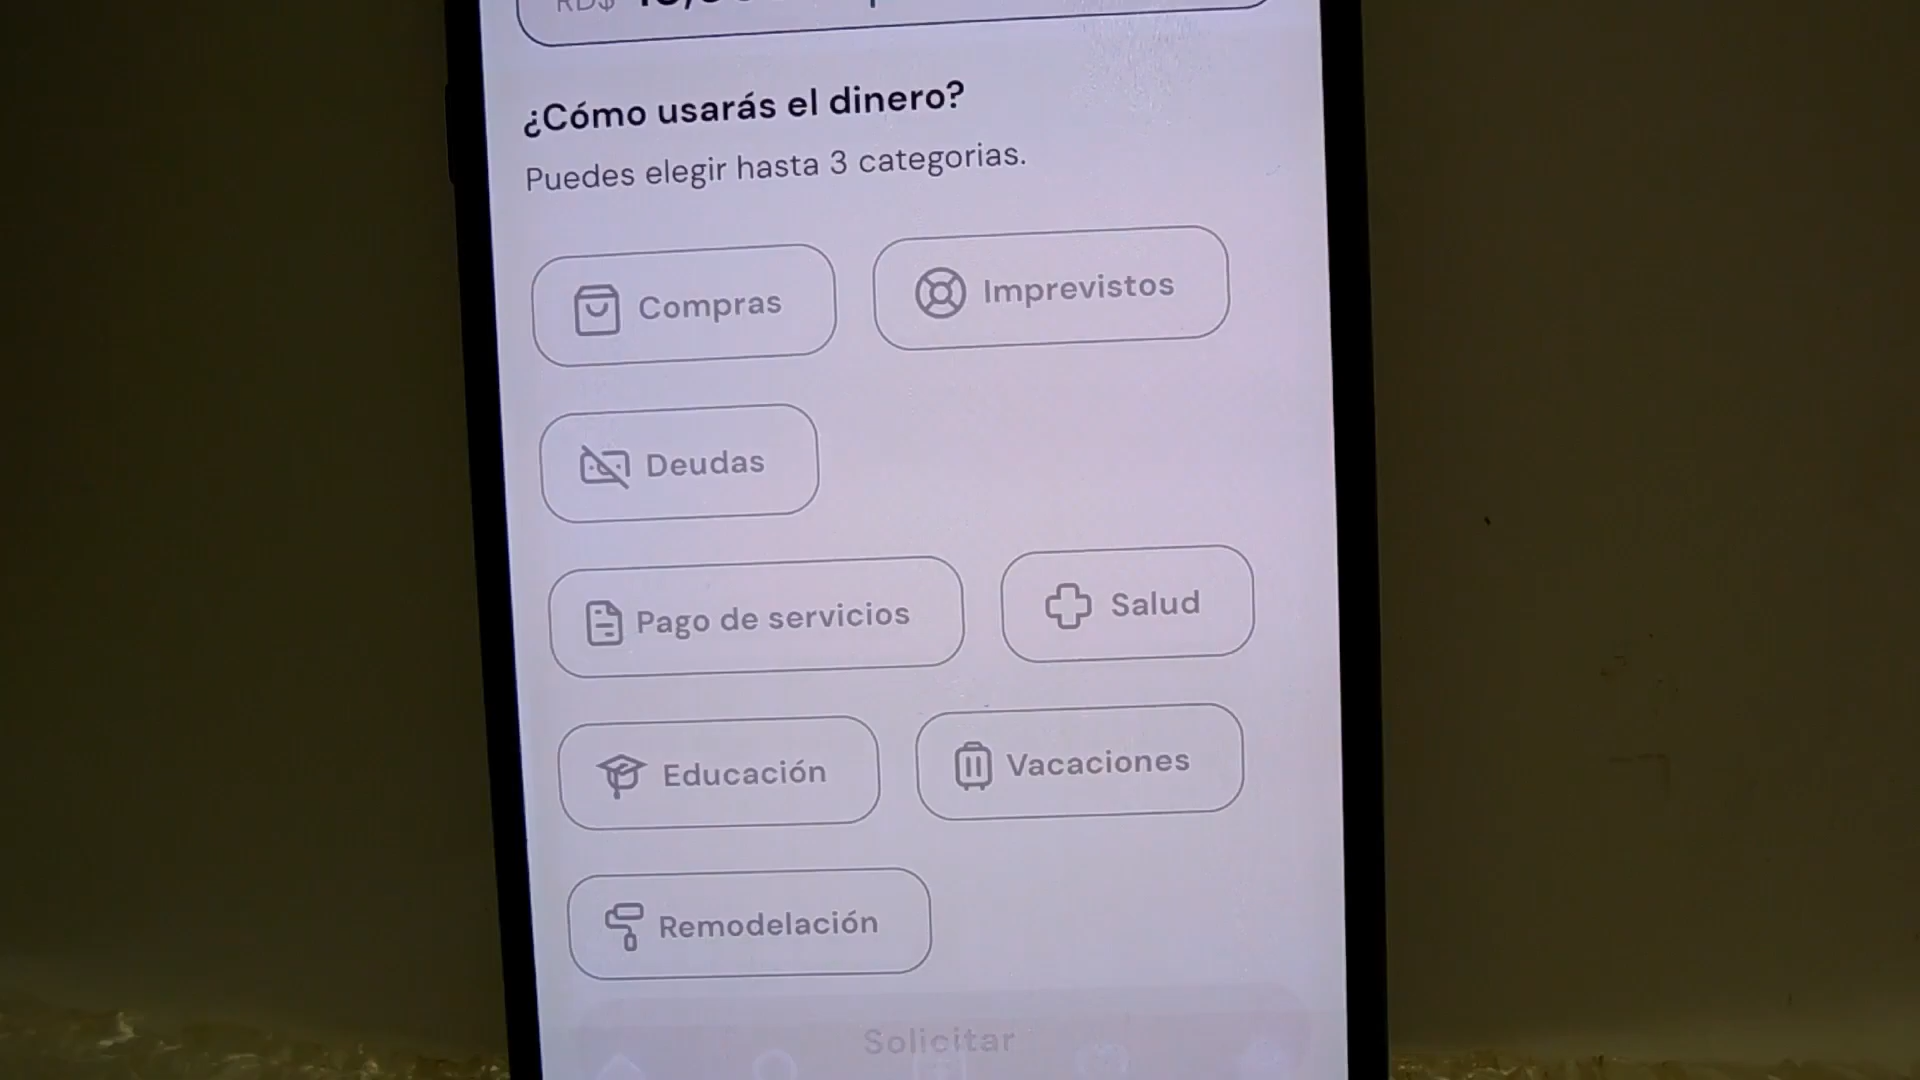 RD$
¿Cómo usarás el dinero?
Puedes elegir hasta 3 categorias.
Compras
Imprevistos
Deudas
Pago de servicios
Salud
Educación
Vacaciones
Remodelación
Solicitar